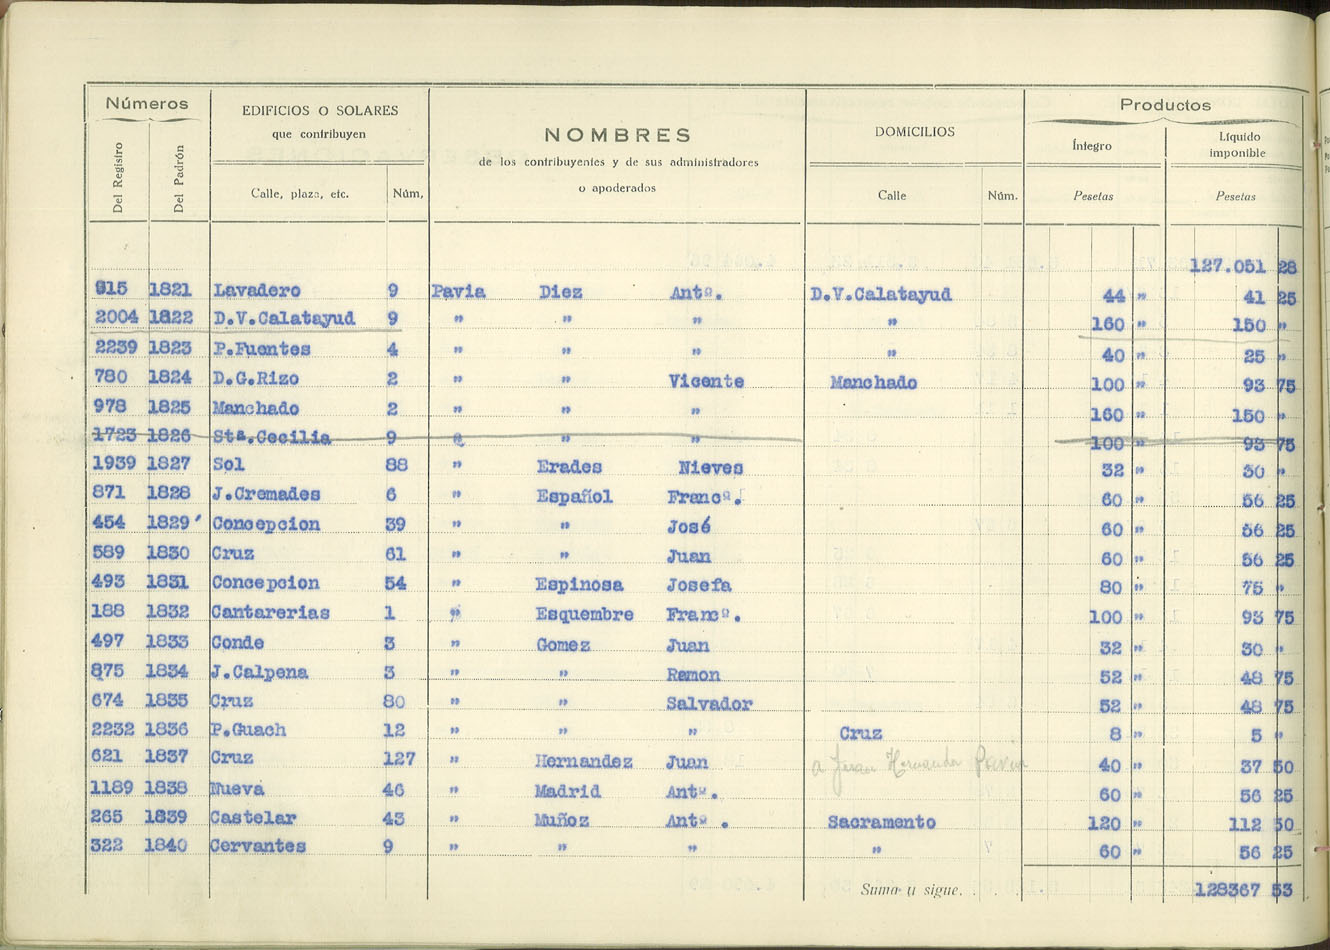 Números
EDIFICIOS O SOLARES
que contribuyen
NOMBRES
de los contribuyentes y de sus administradores
o apoderados
DOMICILIOS
Productos
Íntegro
Líquido
imponible
Del Registro
Del Padrón
Calle, plaza, etc.
Núm,
Calle
Núm.
Pesetas
Pesetas
127.051 28
915 1821 Lavadero 9 Pavia Diez Antº. D.V.Calatayud 44 " 41 25
2004 1822 D.V.Calatayud 9 " " " " 160 " 150 "
2239 1823 P.Fuentes 4 " " " " 40 " 25 "
780 1824 D.G.Rizo 2 " " Vicente Manchado 100 " 93 75
978 1825 Manchado 2 " " " 160 " 150 "
1723 1826 Stª.Cecilia 9 " " " 100 " 93 75
1939 1827 Sol 88 " Erades Nieves 32 " 30 "
871 1828 J.Cremades 6 " Español Francº. 60 " 56 25
454 1829 Concepcion 39 " " José 60 " 56 25
589 1830 Cruz 61 " " Juan 60 " 56 25
493 1831 Concepcion 54 " Espinosa Josefa 80 " 75 "
188 1832 Cantarerias 1 " Esquembre Francº. 100 " 93 75
497 1833 Conde 3 " Gomez Juan 32 " 30 "
875 1834 J.Calpena 3 " " Ramon 52 " 48 75
674 1835 Cruz 80 " " Salvador 52 " 48 75
2232 1836 P.Guach 12 " " " Cruz 8 " 5 "
621 1837 Cruz 127 " Hernandez Juan a Juan Hernandez Pavia 40 " 37 50
1189 1838 Nueva 46 " Madrid Antº. 60 " 56 25
265 1839 Castelar 43 " Muñoz Antº. Sacramento 120 " 112 50
322 1840 Cervantes 9 " " " " 60 " 56 25
Suma y sigue. . . . 128367 53